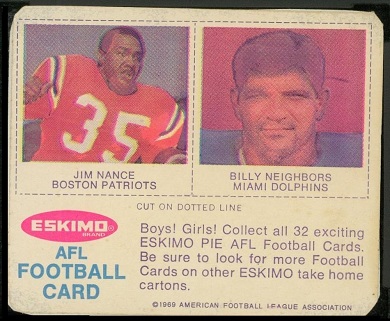 35
JIM NANCE
BOSTON PATRIOTS
BILLY NEIGHBORS
MIAMI DOLPHINS
CUT ON DOTTED LINE
ESKIMO®
BRAND
AFL
FOOTBALL
CARD
Boys! Girls! Collect all 32 exciting
ESKIMO PIE AFL Football Cards.
Be sure to look for more Football
Cards on other ESKIMO take home
cartons.
©1969 AMERICAN FOOTBALL LEAGUE ASSOCIATION